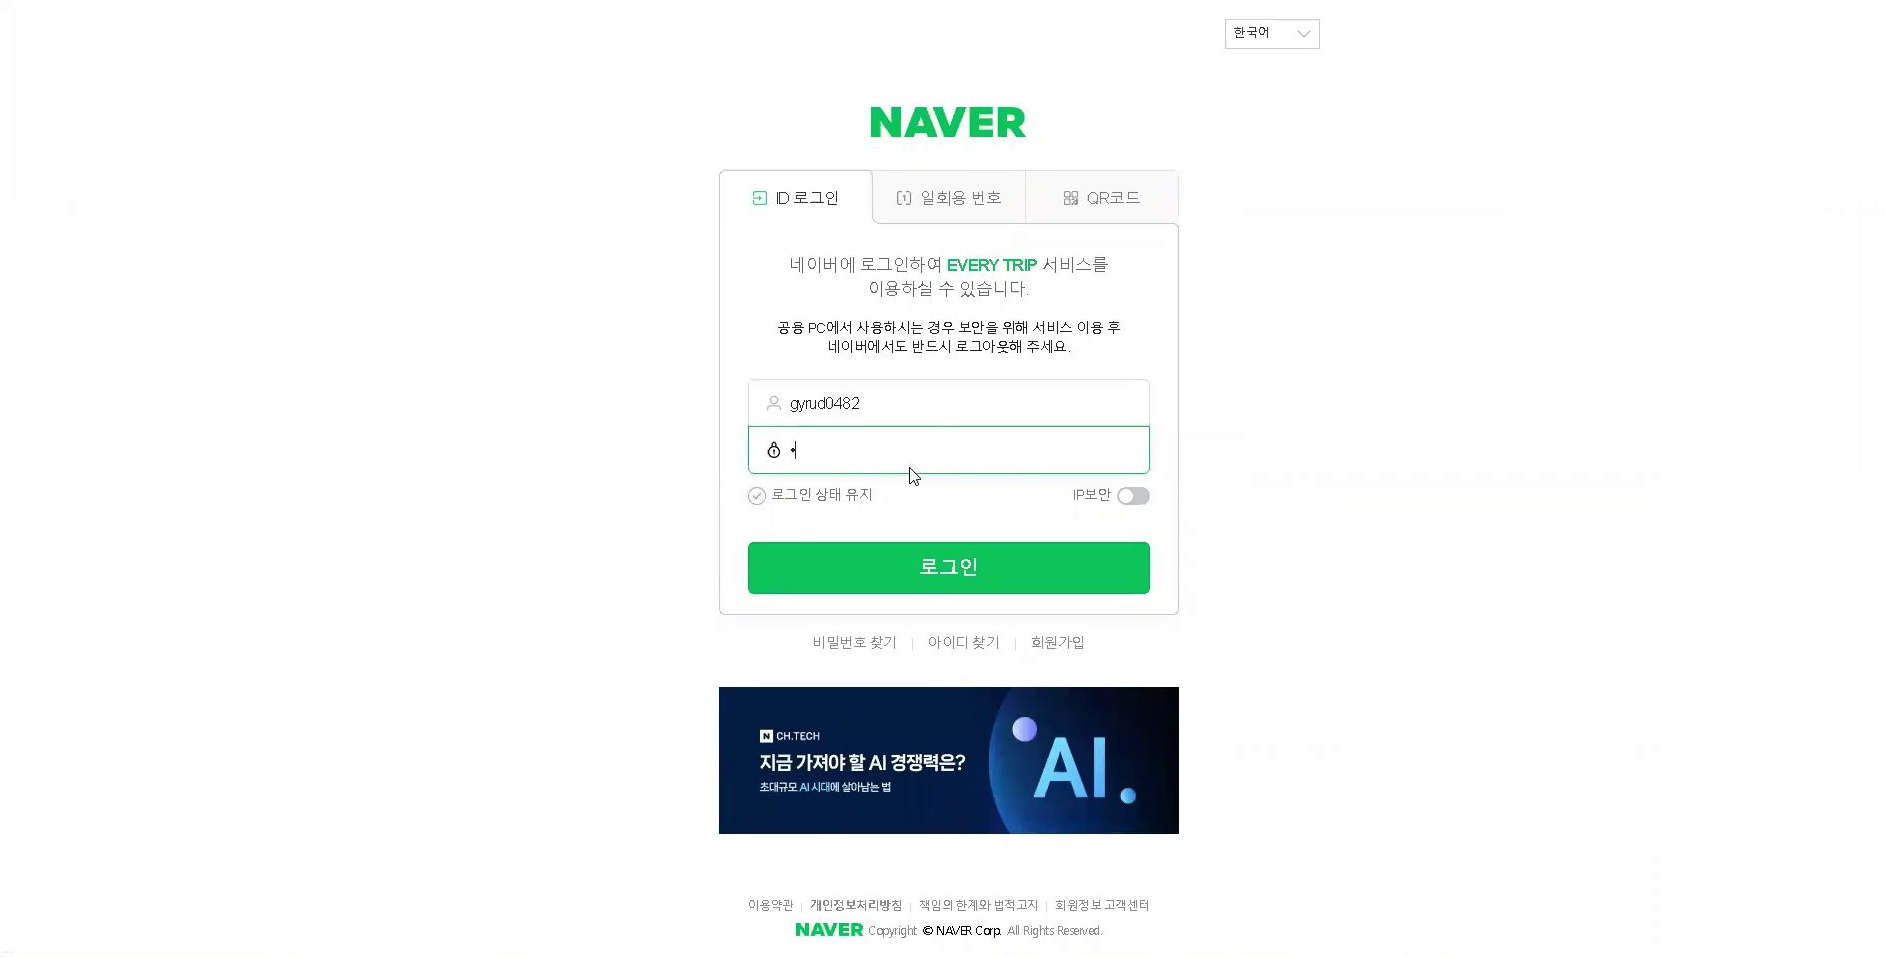 한국어
NAVER
ID 로그인
일회용 번호
QR코드
네이버에 로그인하여 EVERY TRIP 서비스를
이용하실 수 있습니다.
공용 PC에서 사용하시는 경우 보안을 위해 서비스 이용 후
네이버에서도 반드시 로그아웃해 주세요.
gyrud0482
로그인 상태 유지
IP보안
로그인
비밀번호 찾기 | 아이디 찾기 | 회원가입
N CH.TECH
지금 가져야 할 AI 경쟁력은?
초대규모 AI 시대에 살아남는 법
AI.
이용약관 | 개인정보처리방침 | 책임의 한계와 법적고지 | 회원정보 고객센터
NAVER Copyright © NAVER Corp. All Rights Reserved.